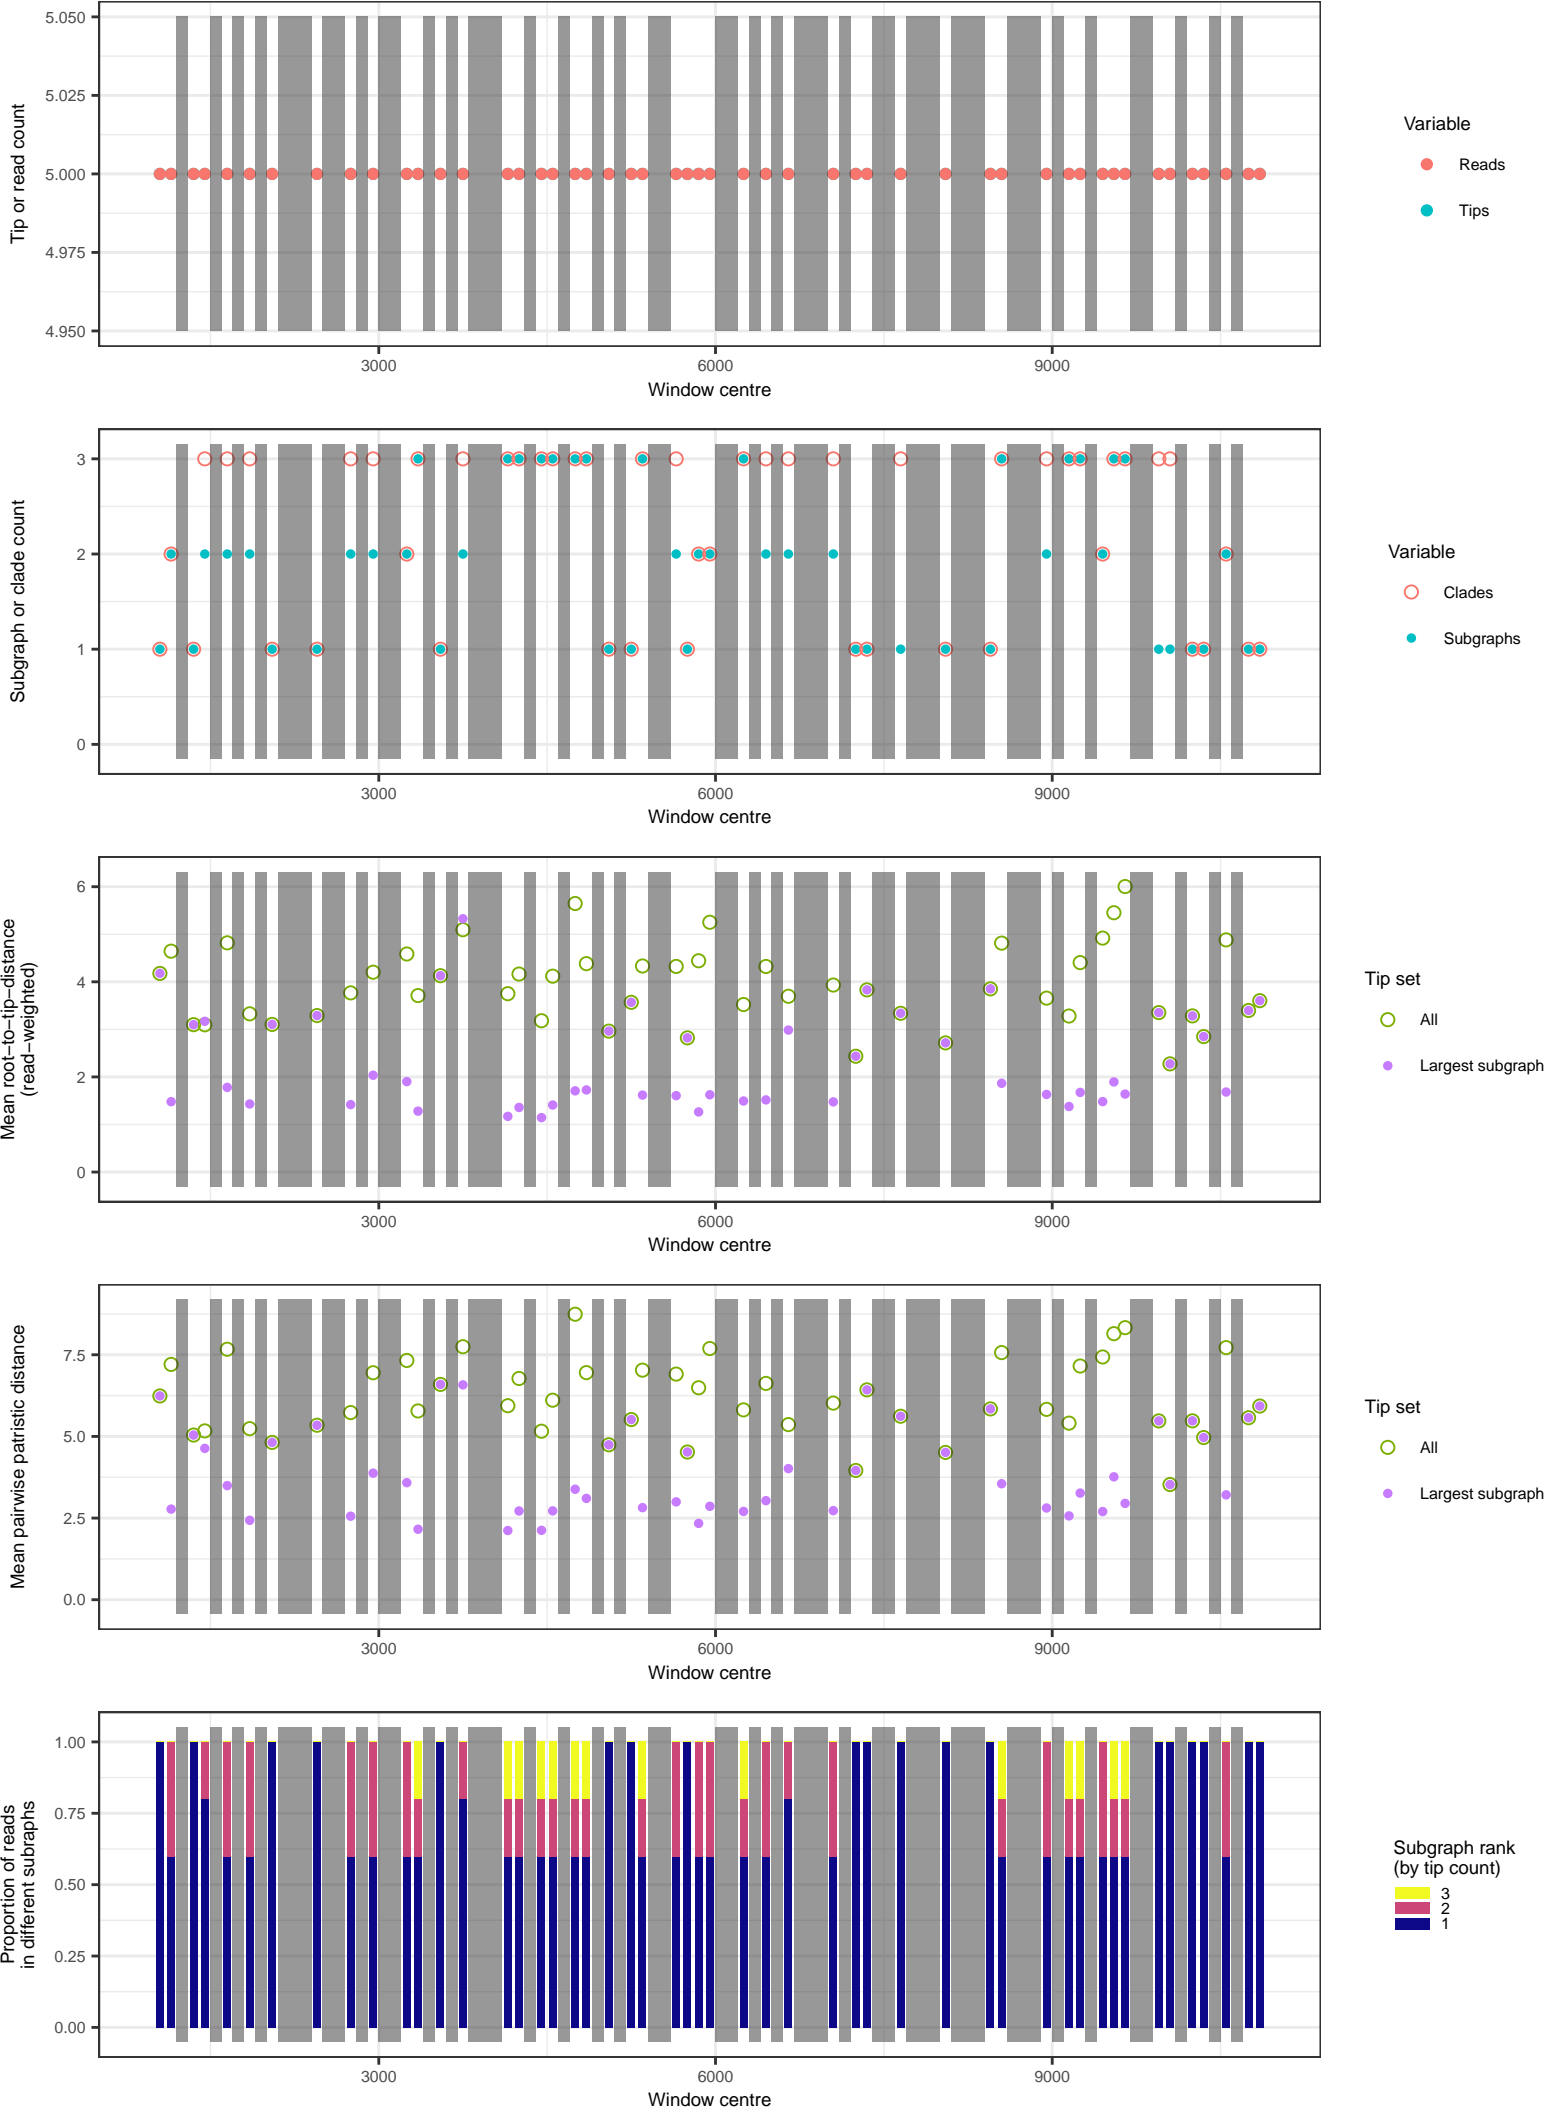 5.050
5.025
5.000
4.975
4.950
Tip or read count
3000 6000 9000
Window centre
Variable
Reads
Tips
3
2
1
0
Subgraph or clade count
3000 6000 9000
Window centre
Variable
Clades
Subgraphs
6
4
2
0
Mean root−to−tip−distance
(read−weighted)
3000 6000 9000
Window centre
Tip set
All
Largest subgraph
7.5
5.0
2.5
0.0
Mean pairwise patristic distance
3000 6000 9000
Window centre
Tip set
All
Largest subgraph
1.00
0.75
0.50
0.25
0.00
Proportion of reads
in different subraphs
3000 6000 9000
Window centre
Subgraph rank
(by tip count)
3
2
1